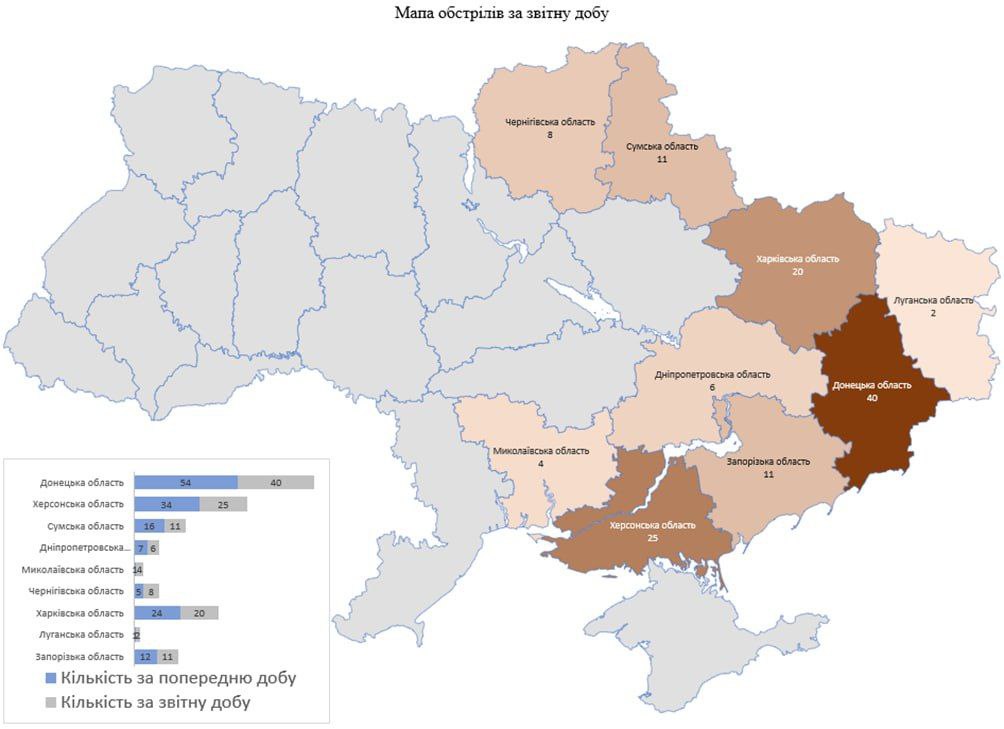 Мапа обстрілів за звітну добу
Чернігівська область
8
Сумська область
11
Харківська область
20
Луганська область
2
Дніпропетровська область
6
Донецька область
40
Миколаївська область
4
Запорізька область
11
Херсонська область
25
Донецька область 54 40
Херсонська область 34 25
Сумська область 16 11
Дніпропетровська... 7 6
Миколаївська область 1 4
Чернігівська область 5 8
Харківська область 24 20
Луганська область 2
Запорізька область 12 11
Кількість за попередню добу
Кількість за звітну добу